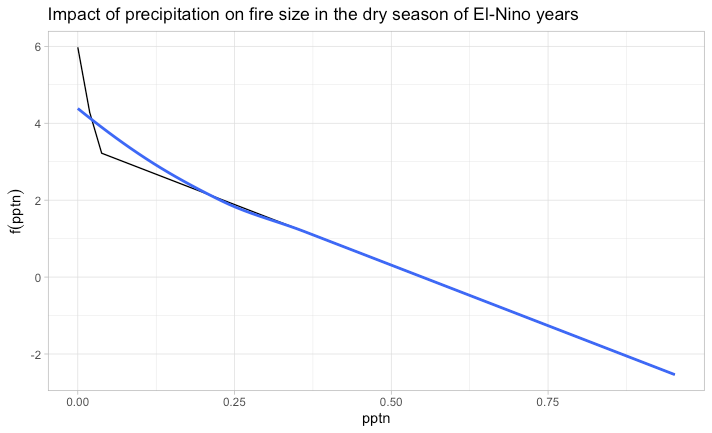 Impact of precipitation on fire size in the dry season of El-Nino years
6
4
2
0
-2
f(pptn)
0.00 0.25 0.50 0.75
pptn